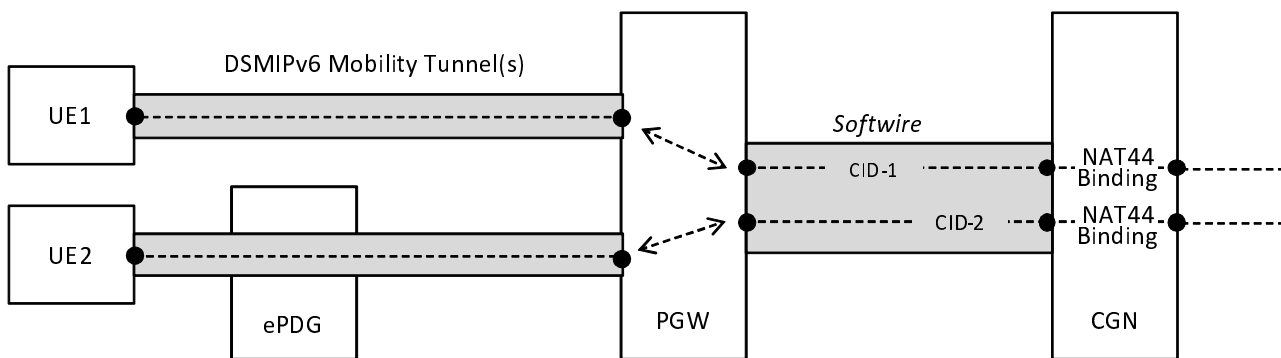 DSMIPv6 Mobility Tunnel(s)
UE1
Softwire
CID-1
NAT44
Binding
UE2
CID-2
NAT44
Binding
ePDG
PGW
CGN